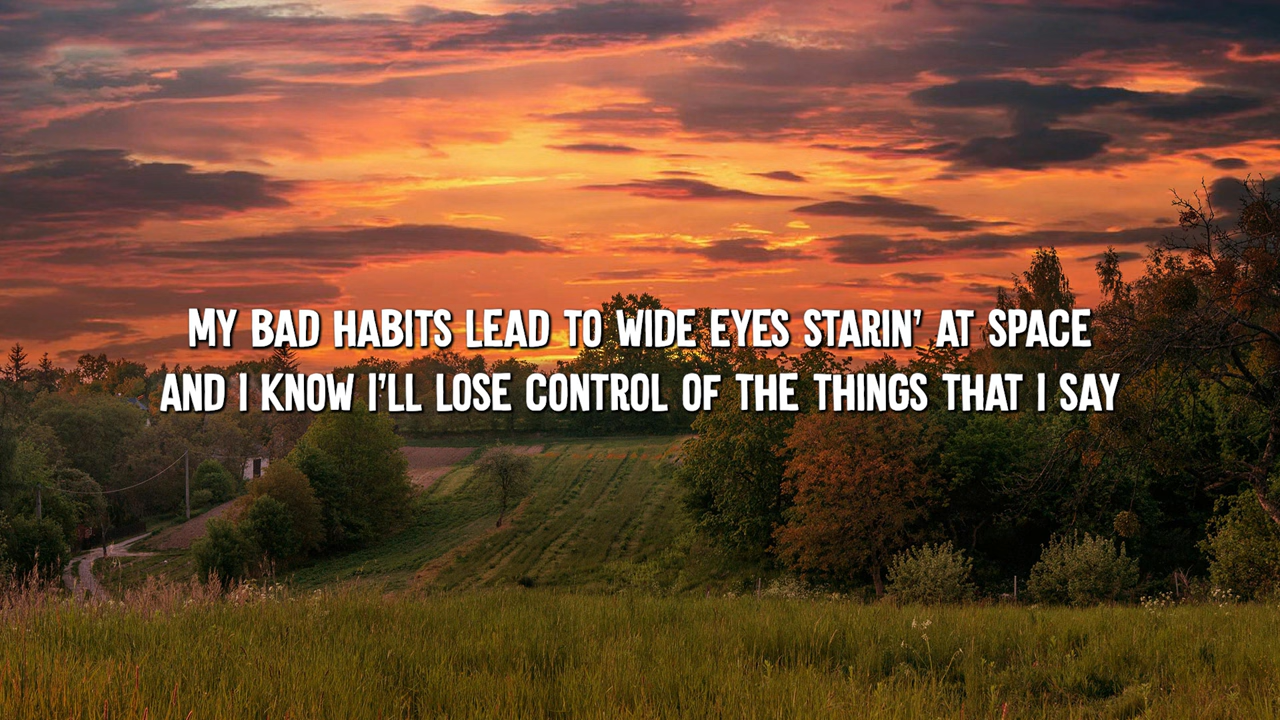 MY BAD HABITS LEAD TO WIDE EYES STARIN' AT SPACE
AND I KNOW I'LL LOSE CONTROL OF THE THINGS THAT I SAY